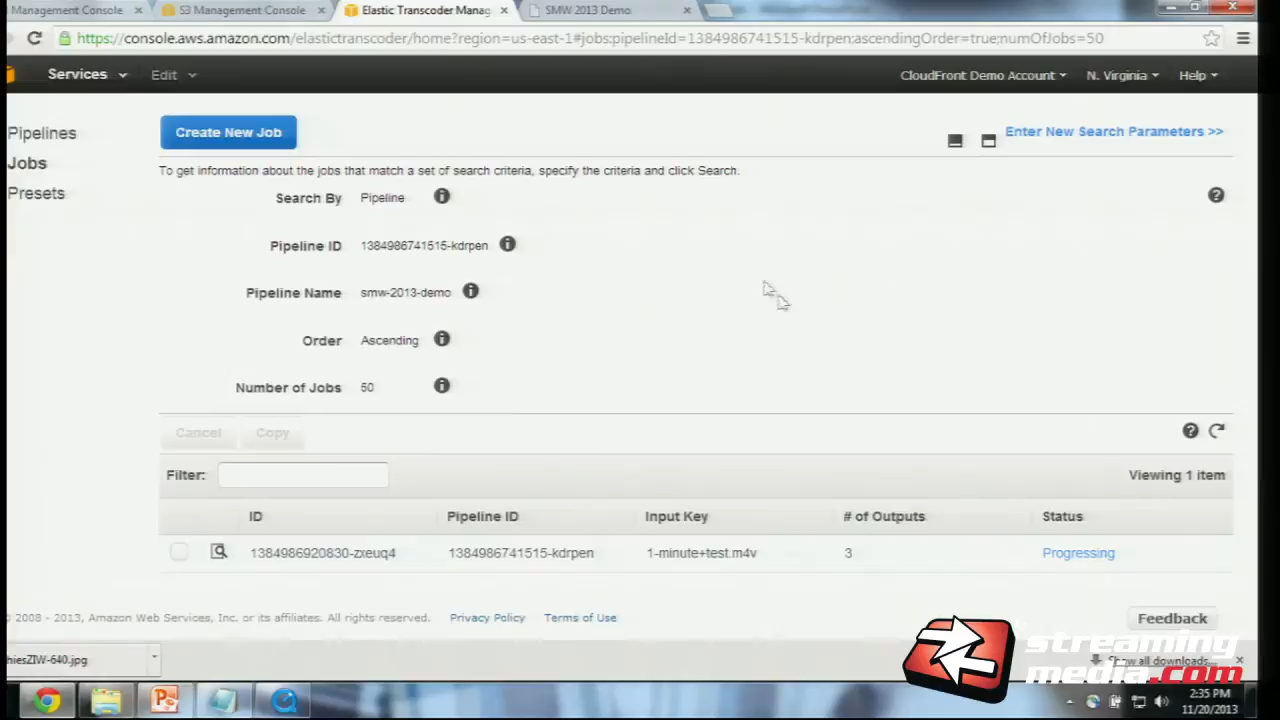 Management Console
S3 Management Console
Elastic Transcoder Manag
SMW 2013 Demo
https://console.aws.amazon.com/elastictranscoder/home?region=us-east-1#jobs:pipelineId=1384986741515-kdrpen;ascendingOrder=true;numOfJobs=50
Services Edit CloudFront Demo Account N. Virginia Help
Pipelines
Jobs
Presets
Create New Job
Enter New Search Parameters >>
To get information about the jobs that match a set of search criteria, specify the criteria and click Search.
Search By Pipeline
Pipeline ID 1384986741515-kdrpen
Pipeline Name smw-2013-demo
Order Ascending
Number of Jobs 50
Cancel Copy
Filter: Viewing 1 item
ID Pipeline ID Input Key # of Outputs Status
1384986920830-zxeuq4 1384986741515-kdrpen 1-minute+test.m4v 3 Progressing
© 2008 - 2013, Amazon Web Services, Inc. or its affiliates. All rights reserved. Privacy Policy Terms of Use
Feedback
hiesZIW-640.jpg
Show all downloads...
streaming
media.com
2:35 PM
11/20/2013